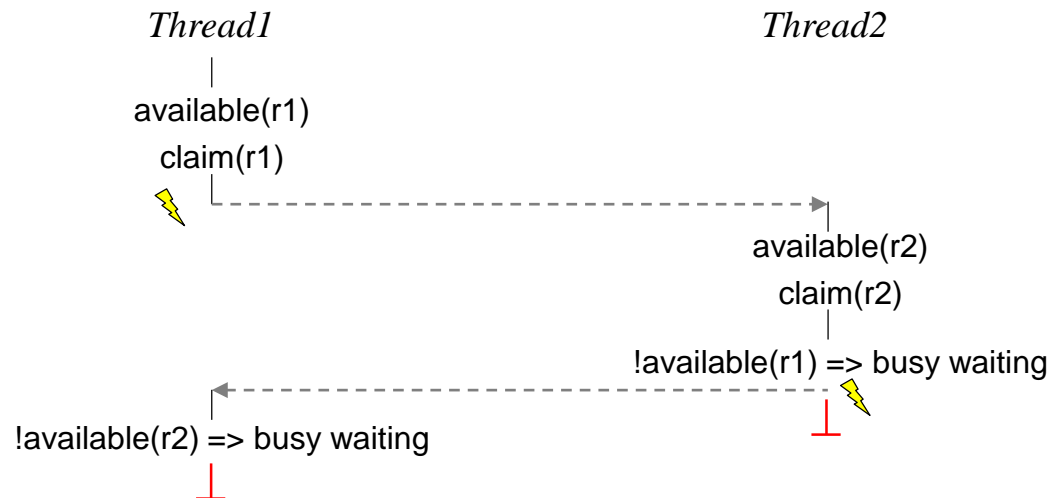 Thread1
Thread2
available(r1)
claim(r1)
available(r2)
claim(r2)
!available(r1) => busy waiting
!available(r2) => busy waiting